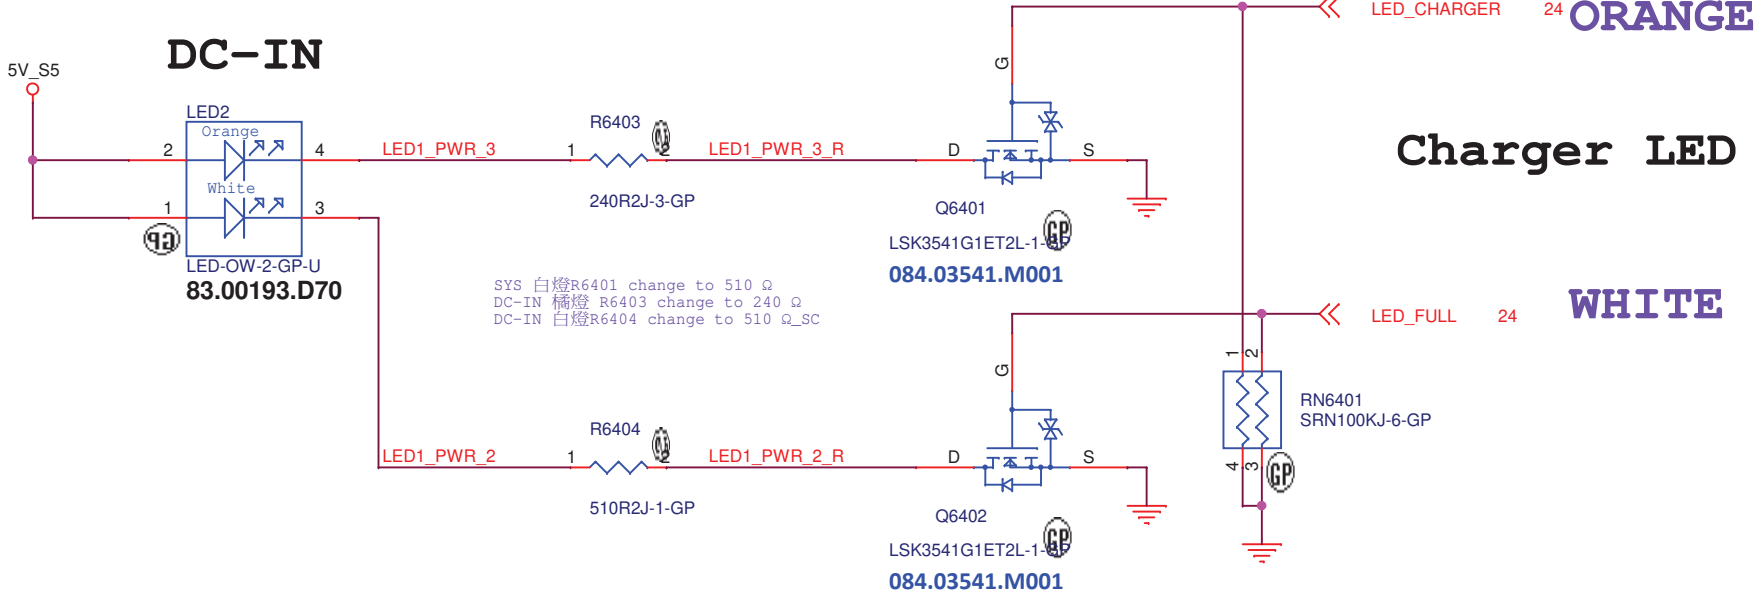 LED_CHARGER 24 ORANGE
DC-IN
5V_S5
G
LED2
Orange
2
4
LED1_PWR_3
1
R6403
2
LED1_PWR_3_R
D
S
Charger LED
White
1
3
240R2J-3-GP
Q6401
GP
GP
LSK3541G1ET2L-1-GP
084.03541.M001
LED-OW-2-GP-U
83.00193.D70
SYS 白燈R6401 change to 510 Ω
DC-IN 橘燈 R6403 change to 240 Ω
DC-IN 白燈R6404 change to 510 Ω_SC
LED_FULL 24 WHITE
G
1
2
RN6401
SRN100KJ-6-GP
R6404
LED1_PWR_2
1
2
LED1_PWR_2_R
D
S
4
3
GP
510R2J-1-GP
Q6402
GP
LSK3541G1ET2L-1-GP
084.03541.M001